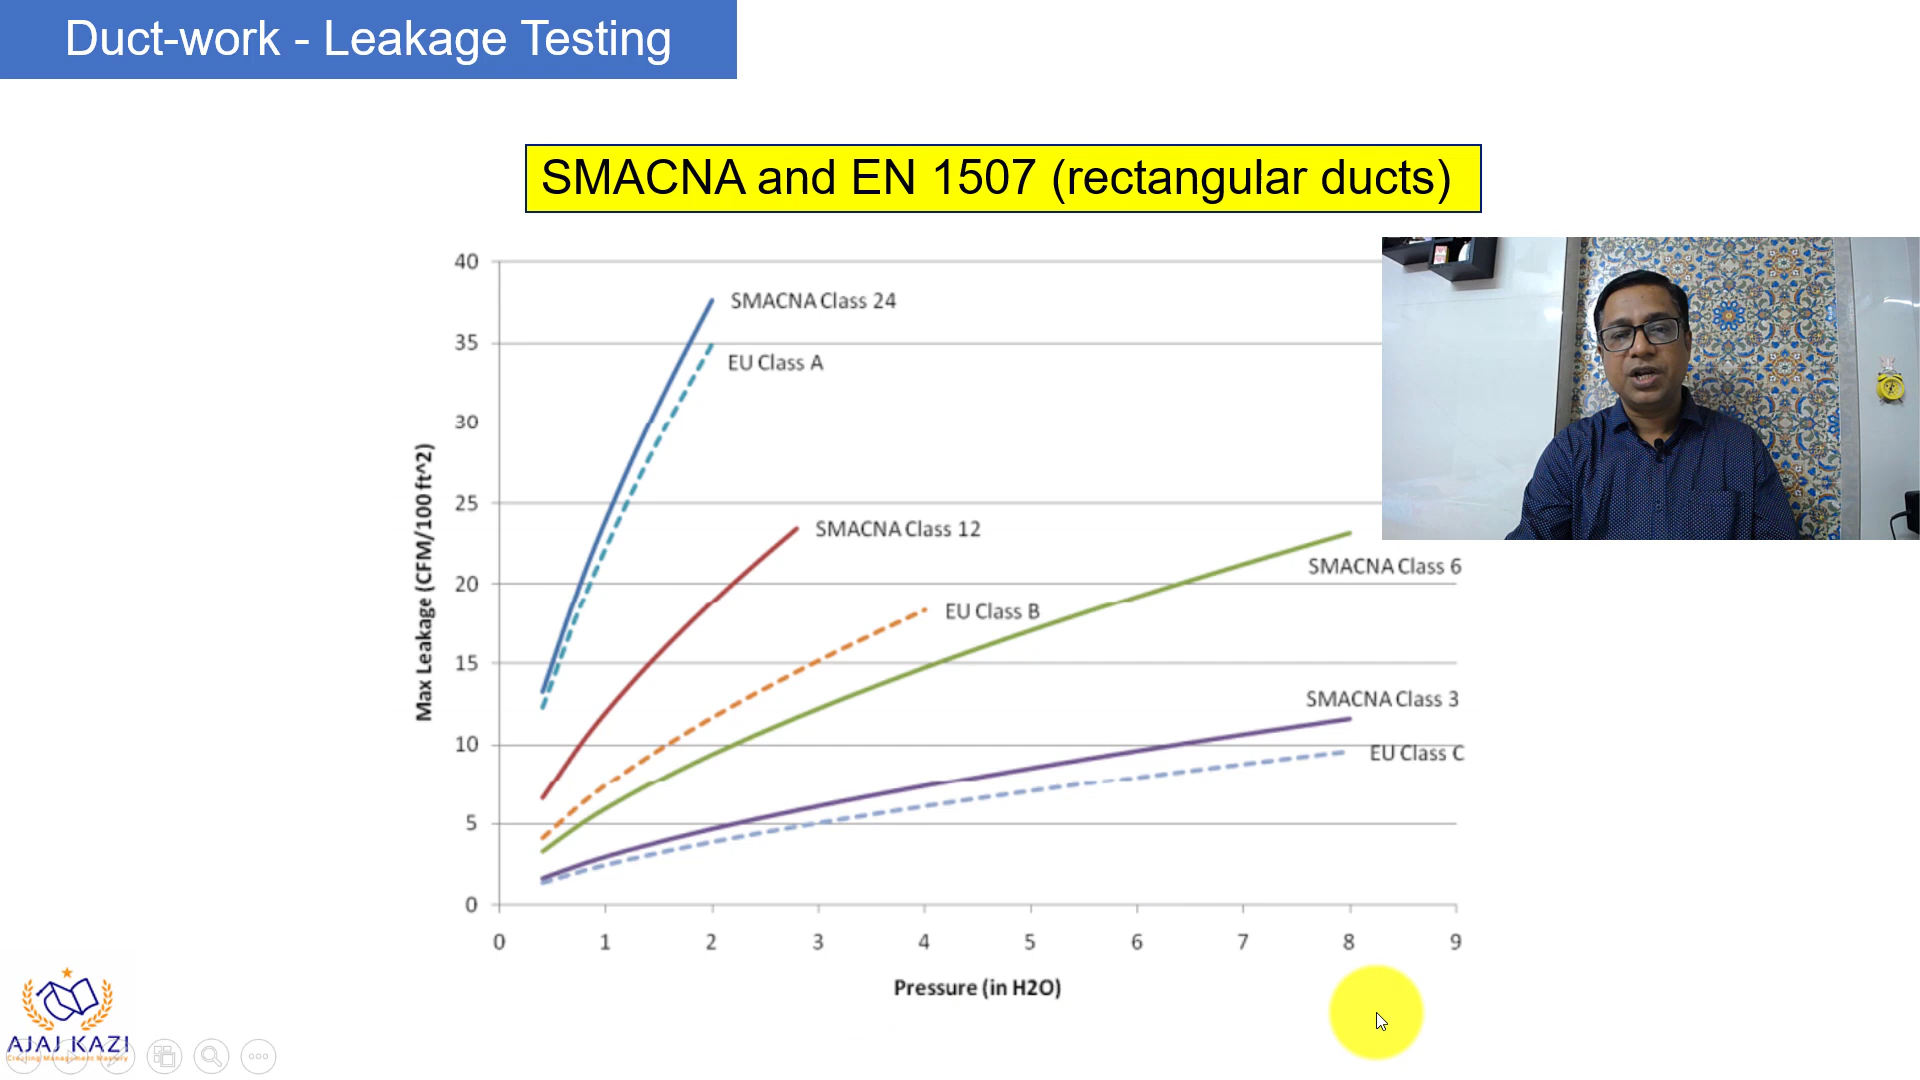 Duct-work - Leakage Testing
SMACNA and EN 1507 (rectangular ducts)
Max Leakage (CFM/100 ft^2)
40
35
30
25
20
15
10
5
0
SMACNA Class 24
EU Class A
SMACNA Class 12
SMACNA Class 6
EU Class B
SMACNA Class 3
EU Class C
0 1 2 3 4 5 6 7 8 9
Pressure (in H2O)
AJAJ KAZI
Creating Management Mastery